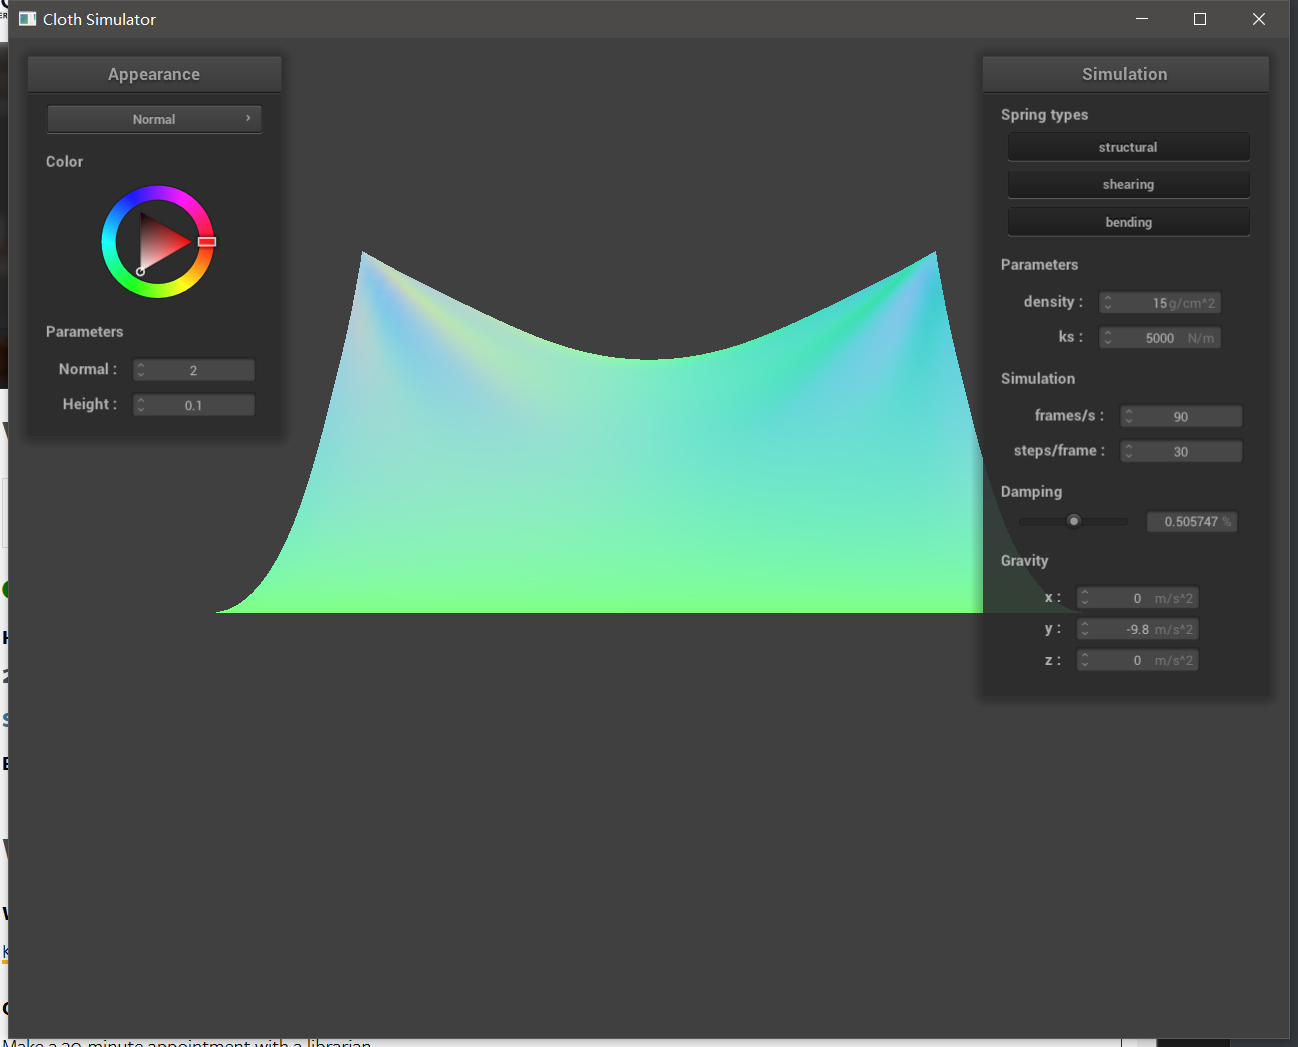 Cloth Simulator
Appearance
Normal
Color
Parameters
Normal :
2
Height :
0.1
Simulation
Spring types
structural
shearing
bending
Parameters
density :
15 g/cm^2
ks :
5000 N/m
Simulation
frames/s :
90
steps/frame :
30
Damping
0.505747 %
Gravity
x :
0 m/s^2
y :
-9.8 m/s^2
z :
0 m/s^2
Make a 20-minute appointment with a librarian